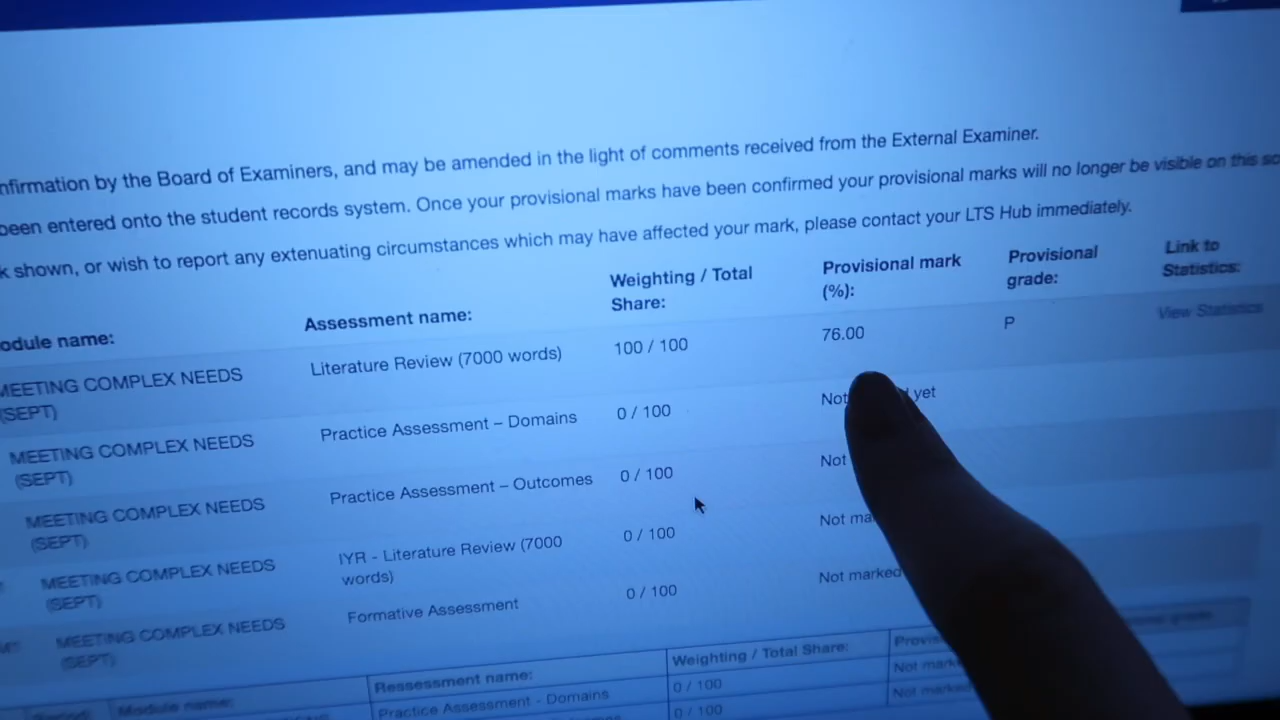 nfirmation by the Board of Examiners, and may be amended in the light of comments received from the External Examiner.
been entered onto the student records system. Once your provisional marks have been confirmed your provisional marks will no longer be visible on this sc
k shown, or wish to report any extenuating circumstances which may have affected your mark, please contact your LTS Hub immediately.
odule name: Assessment name: Weighting / Total Share: Provisional mark (%): Provisional grade: Link to Statistics:
MEETING COMPLEX NEEDS (SEPT) Literature Review (7000 words) 100 / 100 76.00 P View Statistics
MEETING COMPLEX NEEDS (SEPT) Practice Assessment – Domains 0 / 100 Not yet
MEETING COMPLEX NEEDS (SEPT) Practice Assessment – Outcomes 0 / 100 Not
MEETING COMPLEX NEEDS (SEPT) IYR - Literature Review (7000 words) 0 / 100 Not ma
MEETING COMPLEX NEEDS (SEPT) Formative Assessment 0 / 100 Not marked
Module name: Ressessment name: Weighting / Total Share: Provis
Practice Assessment - Domains 0 / 100 Not mark
0 / 100 Not marked